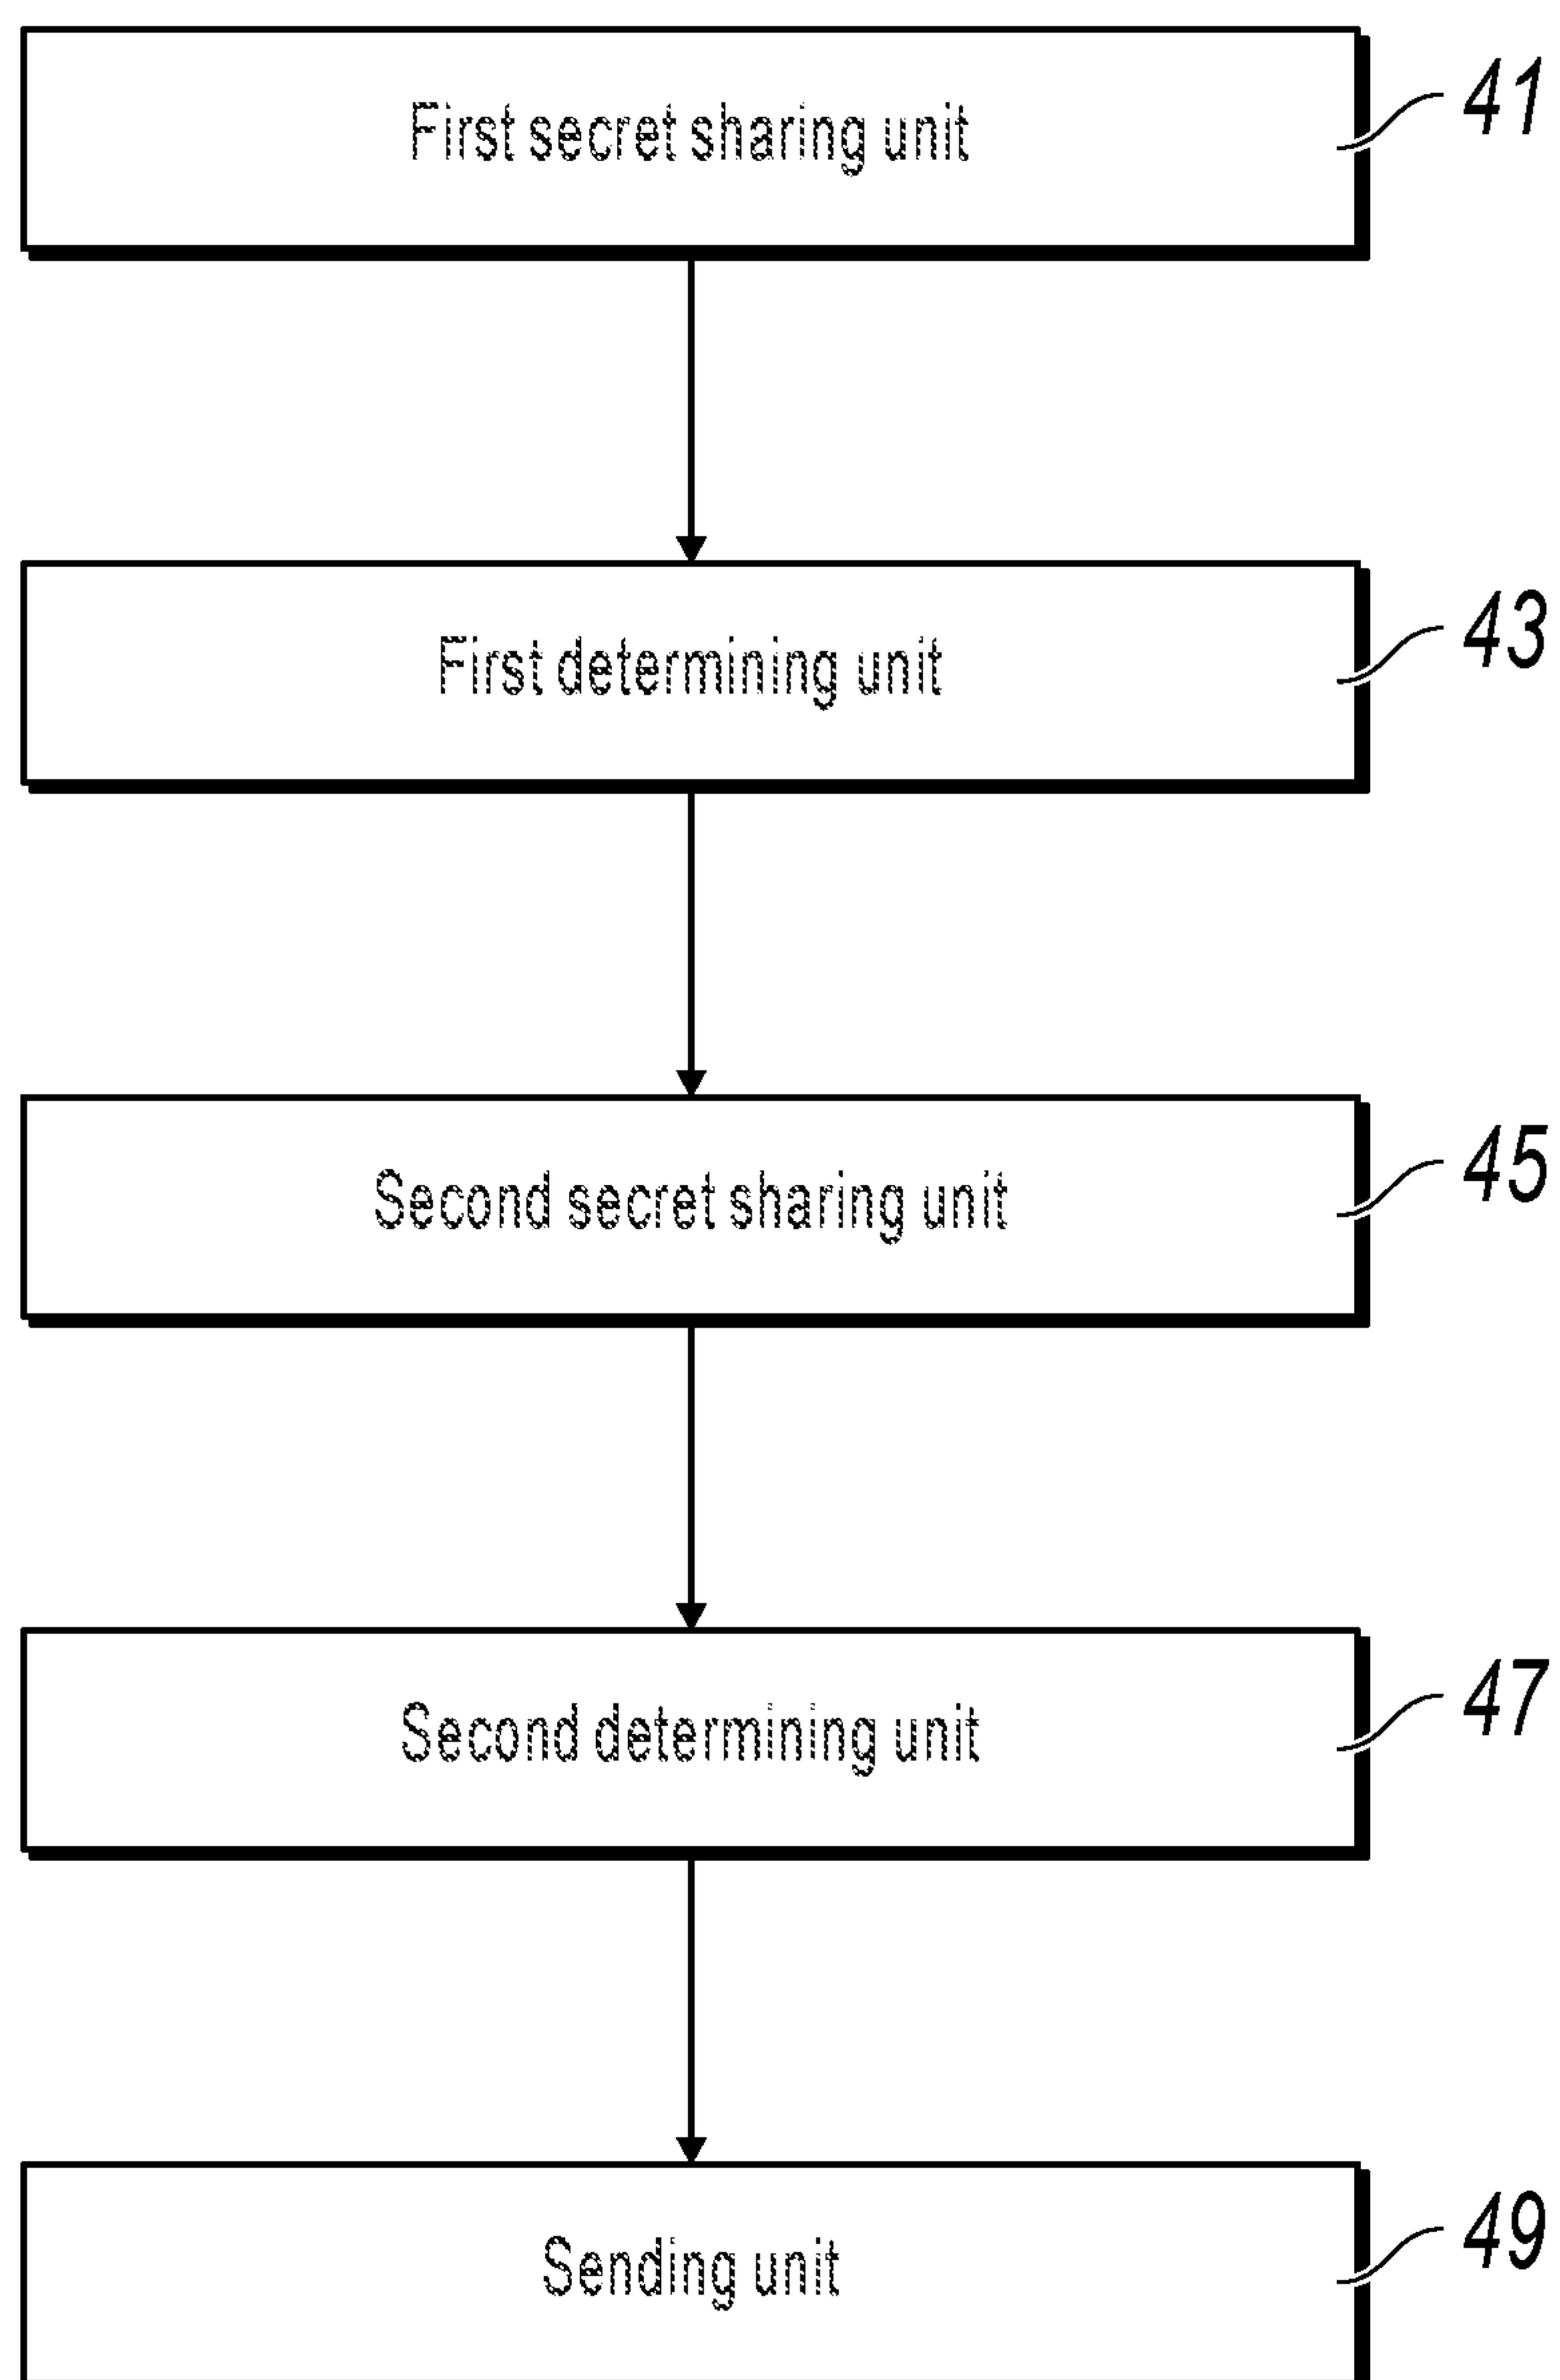 First secret sharing unit
41
First determining unit
43
Second secret sharing unit
45
Second determining unit
47
Sending unit
49